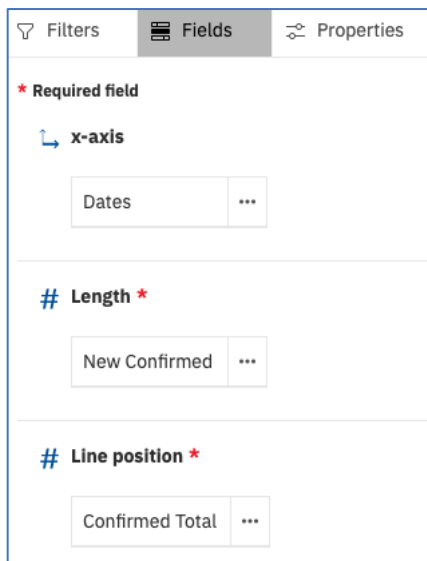 Filters Fields Properties
* Required field
x-axis
Dates ...
# Length *
New Confirmed ...
# Line position *
Confirmed Total ...